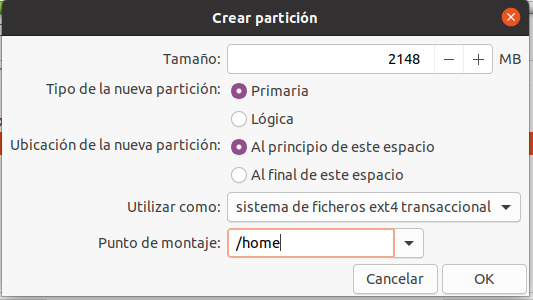 Crear partición
Tamaño: 2148 MB
Tipo de la nueva partición: Primaria
Lógica
Ubicación de la nueva partición: Al principio de este espacio
Al final de este espacio
Utilizar como: sistema de ficheros ext4 transaccional
Punto de montaje: /home
Cancelar OK